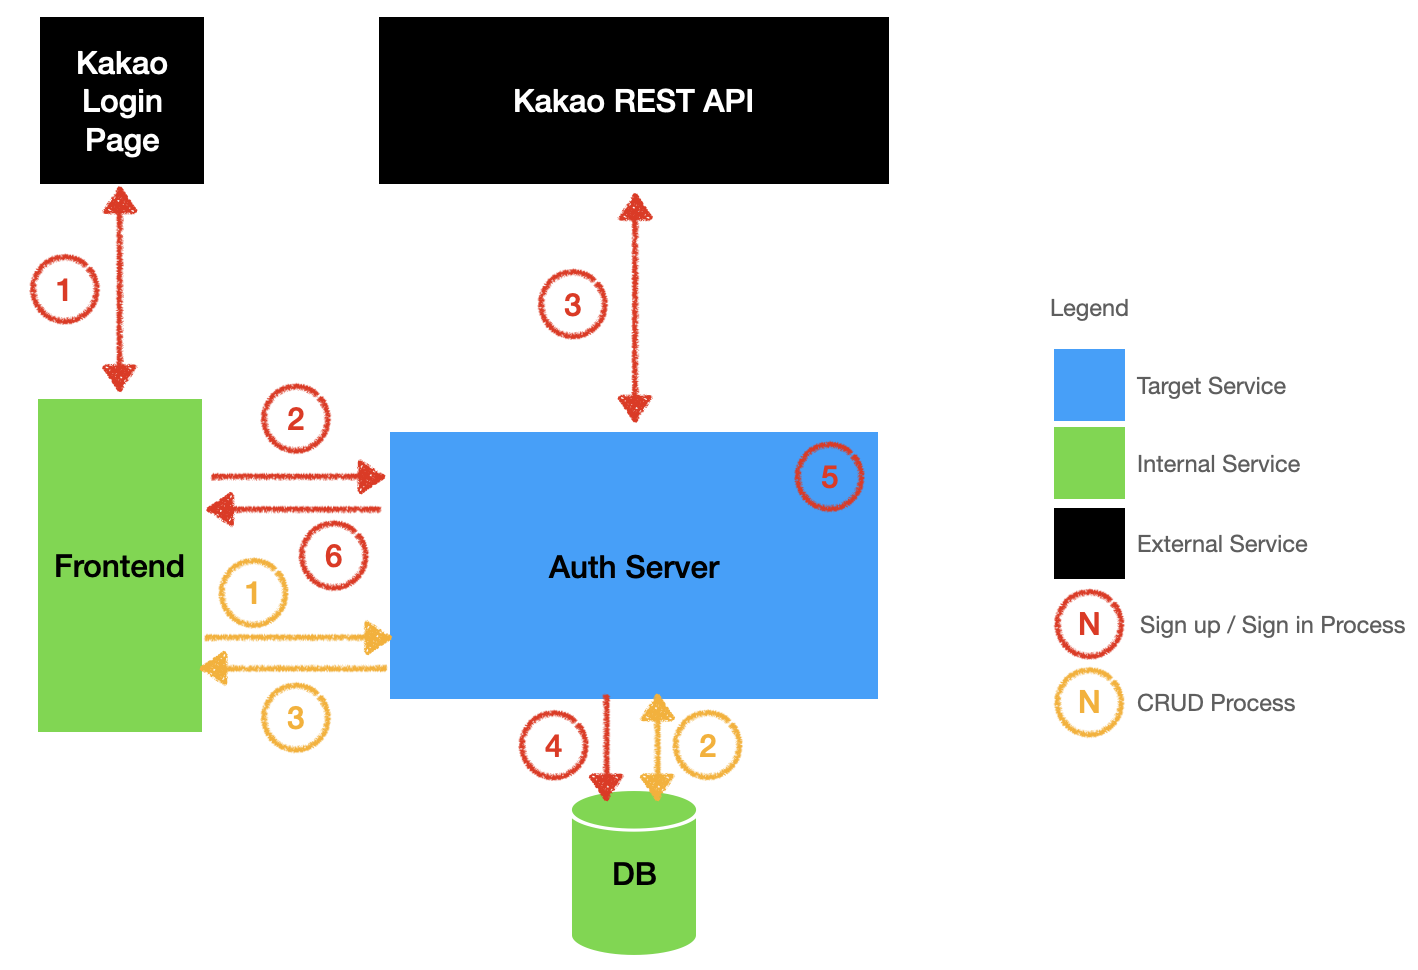 Kakao
Login
Page
Kakao REST API
1
3
2
5
Frontend
6
Auth Server
1
3
4
2
DB
Legend
Target Service
Internal Service
External Service
N Sign up / Sign in Process
N CRUD Process